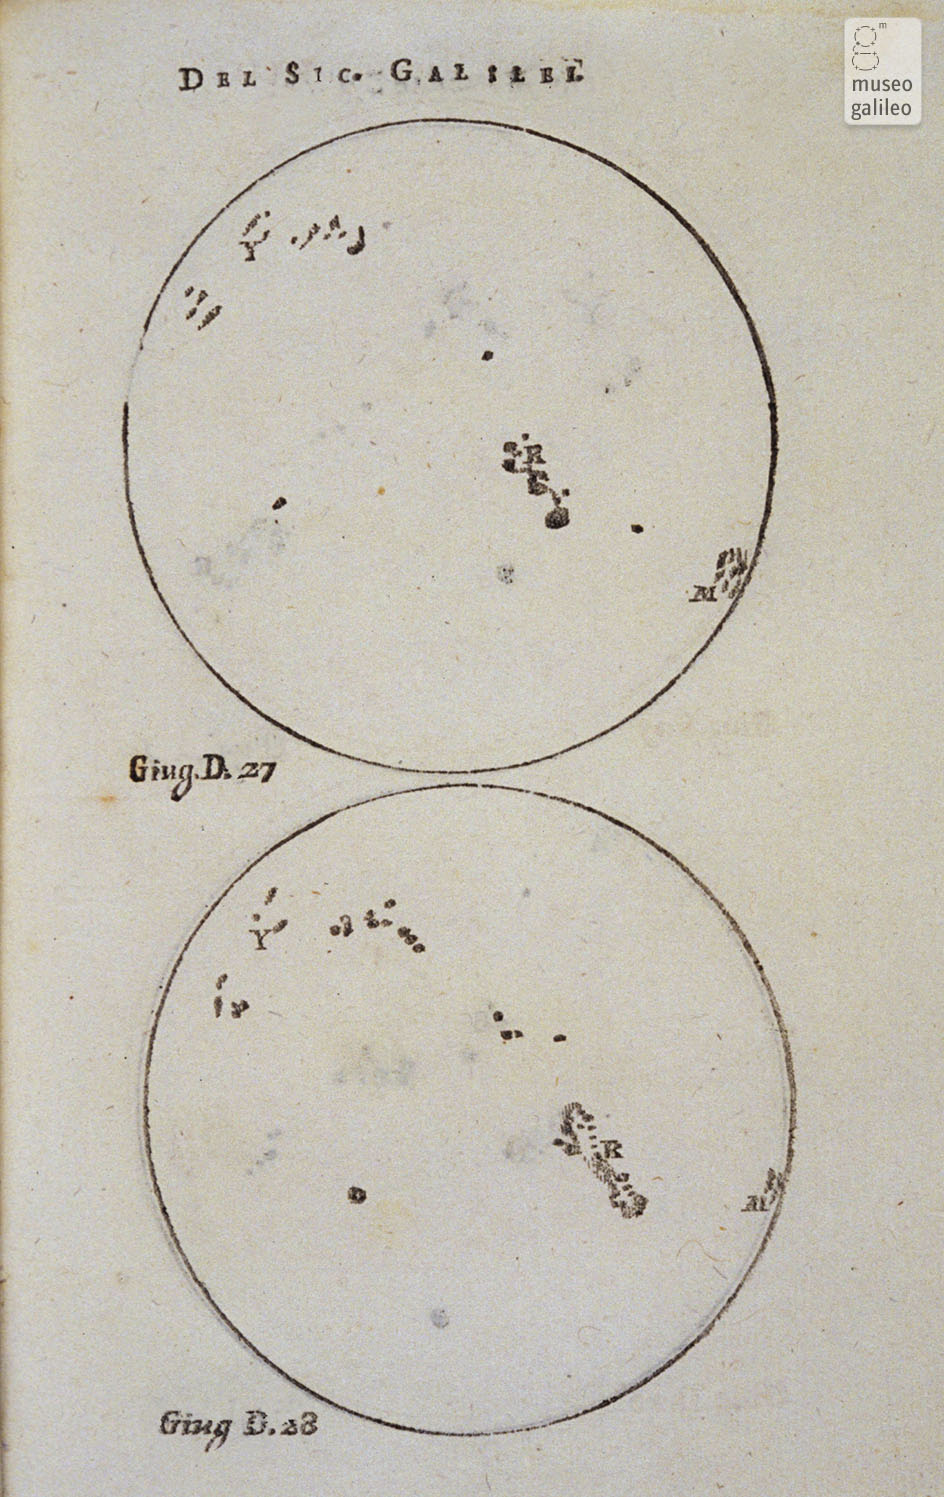 DEL SIG. GALILEI.
m
museo
galileo
Y
R
M
Giug. D. 27
Y
R
M
Giug D. 28